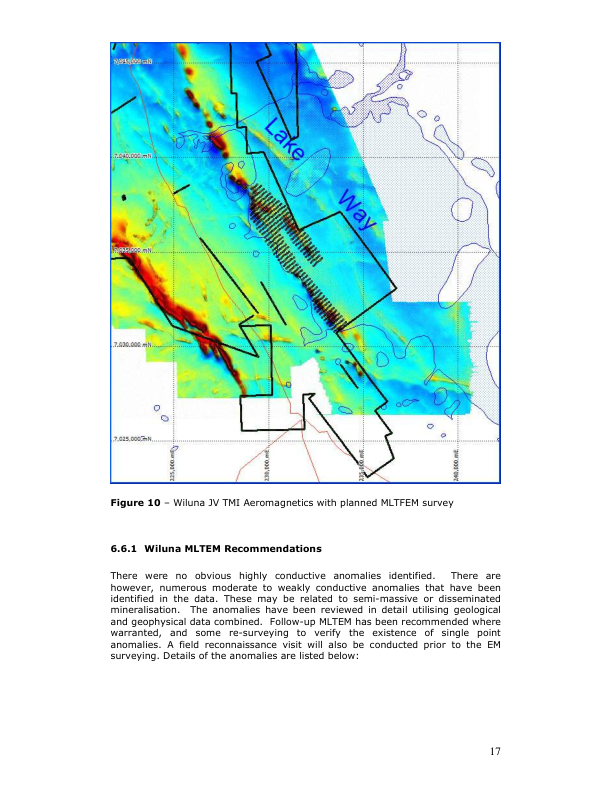 7,045,000 mN
Lake
7,040,000 mN
Way
7,035,000 mN
7,030,000 mN
7,025,000 mN
225,000 mE
230,000 mE
235,000 mE
240,000 mE
Figure 10 – Wiluna JV TMI Aeromagnetics with planned MLTFEM survey
6.6.1 Wiluna MLTEM Recommendations
There were no obvious highly conductive anomalies identified. There are
however, numerous moderate to weakly conductive anomalies that have been
identified in the data. These may be related to semi-massive or disseminated
mineralisation. The anomalies have been reviewed in detail utilising geological
and geophysical data combined. Follow-up MLTEM has been recommended where
warranted, and some re-surveying to verify the existence of single point
anomalies. A field reconnaissance visit will also be conducted prior to the EM
surveying. Details of the anomalies are listed below:
17